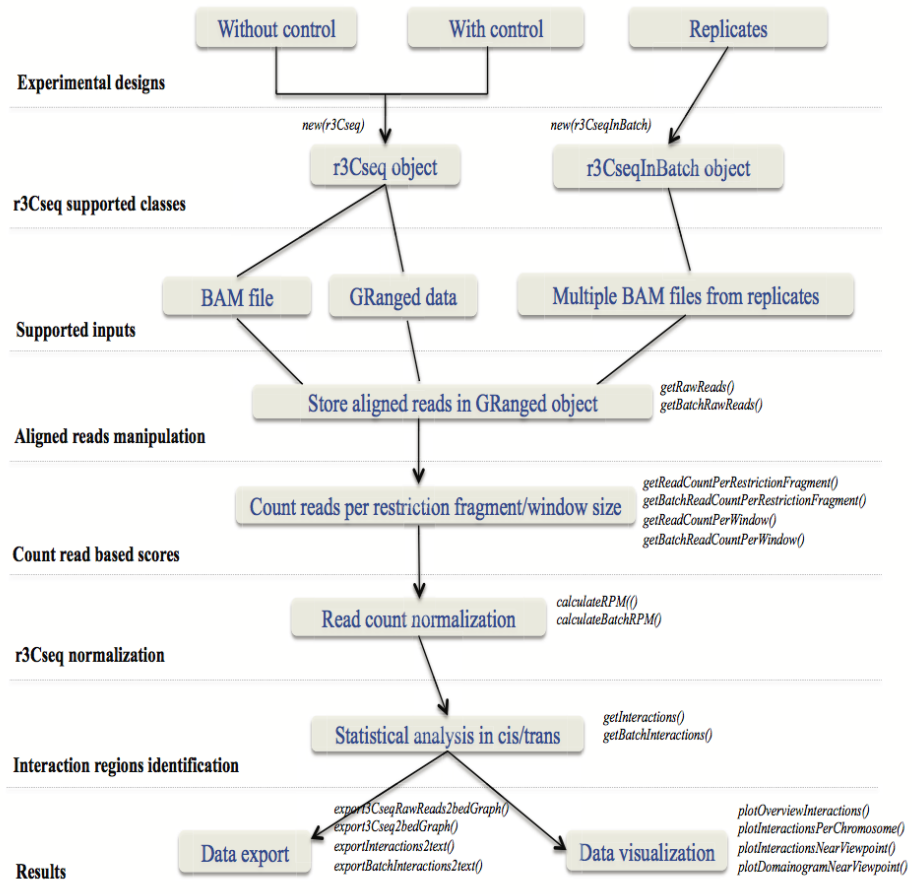 Without control
With control
Replicates
Experimental designs
new(r3Cseq)
new(r3CseqInBatch)
r3Cseq object
r3CseqInBatch object
r3Cseq supported classes
BAM file
GRanged data
Multiple BAM files from replicates
Supported inputs
Store aligned reads in GRanged object
getRawReads()
getBatchRawReads()
Aligned reads manipulation
Count reads per restriction fragment/window size
getReadCountPerRestrictionFragment()
getBatchReadCountPerRestrictionFragment()
getReadCountPerWindow()
getBatchReadCountPerWindow()
Count read based scores
Read count normalization
calculateRPM(()
calculateBatchRPM()
r3Cseq normalization
Statistical analysis in cis/trans
getInteractions()
getBatchInteractions()
Interaction regions identification
Data export
export3CseqRawReads2bedGraph()
export3Cseq2bedGraph()
exportInteractions2text()
exportBatchInteractions2text()
Data visualization
plotOverviewInteractions()
plotInteractionsPerChromosome()
plotInteractionsNearViewpoint()
plotDomainogramNearViewpoint()
Results